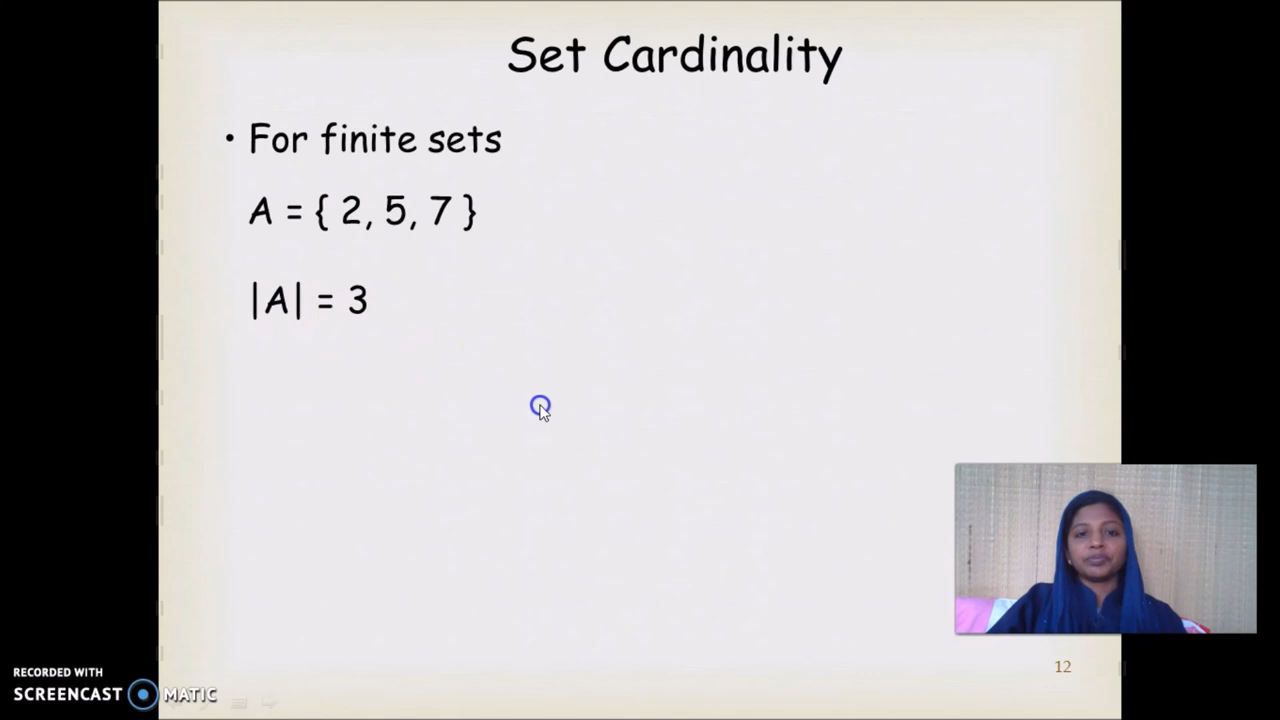 Set Cardinality
• For finite sets
A = { 2, 5, 7 }
|A| = 3
12
RECORDED WITH
SCREENCAST MATIC